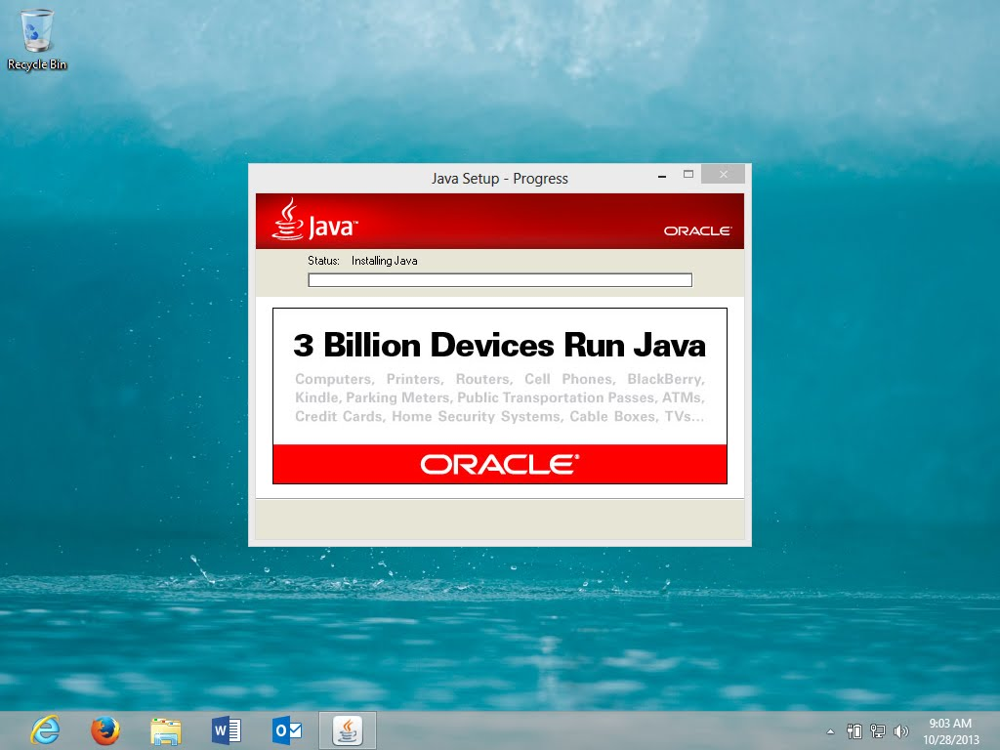 Recycle Bin
Java Setup - Progress
Java™
ORACLE
Status: Installing Java
3 Billion Devices Run Java
Computers, Printers, Routers, Cell Phones, BlackBerry,
Kindle, Parking Meters, Public Transportation Passes, ATMs,
Credit Cards, Home Security Systems, Cable Boxes, TVs...
ORACLE®
9:03 AM
10/28/2013